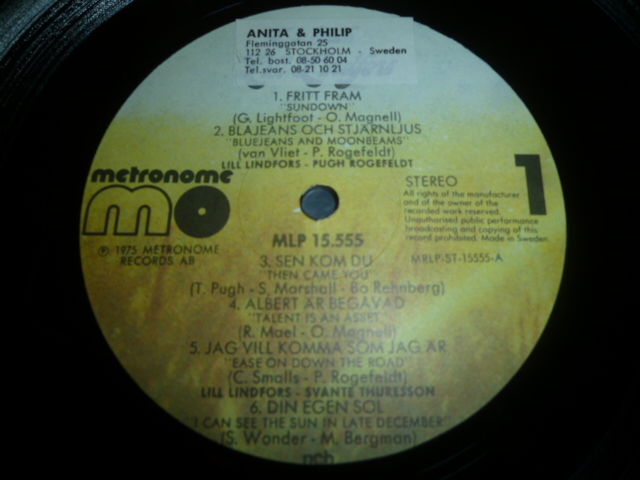 ANITA & PHILIP
Fleminggatan 25
112 26 STOCKHOLM - Sweden
Tel. bost. 08-50 60 04
Tel.svar. 08-21 10 21
1. FRITT FRAM
"SUNDOWN"
(G. Lightfoot - O. Magnell)
2. BLÅJEANS OCH STJÄRNLJUS
"BLUEJEANS AND MOONBEAMS"
(van Vliet - P. Rogefeldt)
LILL LINDFORS - PUGH ROGEFELDT
metronome
mo
STEREO
1
All rights of the manufacturer
and of the owner of the
recorded work reserved.
Unauthorised public performance
broadcasting and copying of this
record prohibited. Made in Sweden.
℗ 1975 METRONOME
RECORDS AB
MLP 15.555
MRLP-ST-15555-A
3. SEN KOM DU
"THEN CAME YOU"
(T. Pugh - S. Marshall - Bo Rehnberg)
4. ALBERT ÄR BEGÅVAD
"TALENT IS AN ASSET"
(R. Mael - O. Magnell)
5. JAG VILL KOMMA SOM JAG ÄR
"EASE ON DOWN THE ROAD"
(C. Smalls - P. Rogefeldt)
LILL LINDFORS - SVANTE THURESSON
6. DIN EGEN SOL
"I CAN SEE THE SUN IN LATE DECEMBER"
(S. Wonder - M. Bergman)
ncb